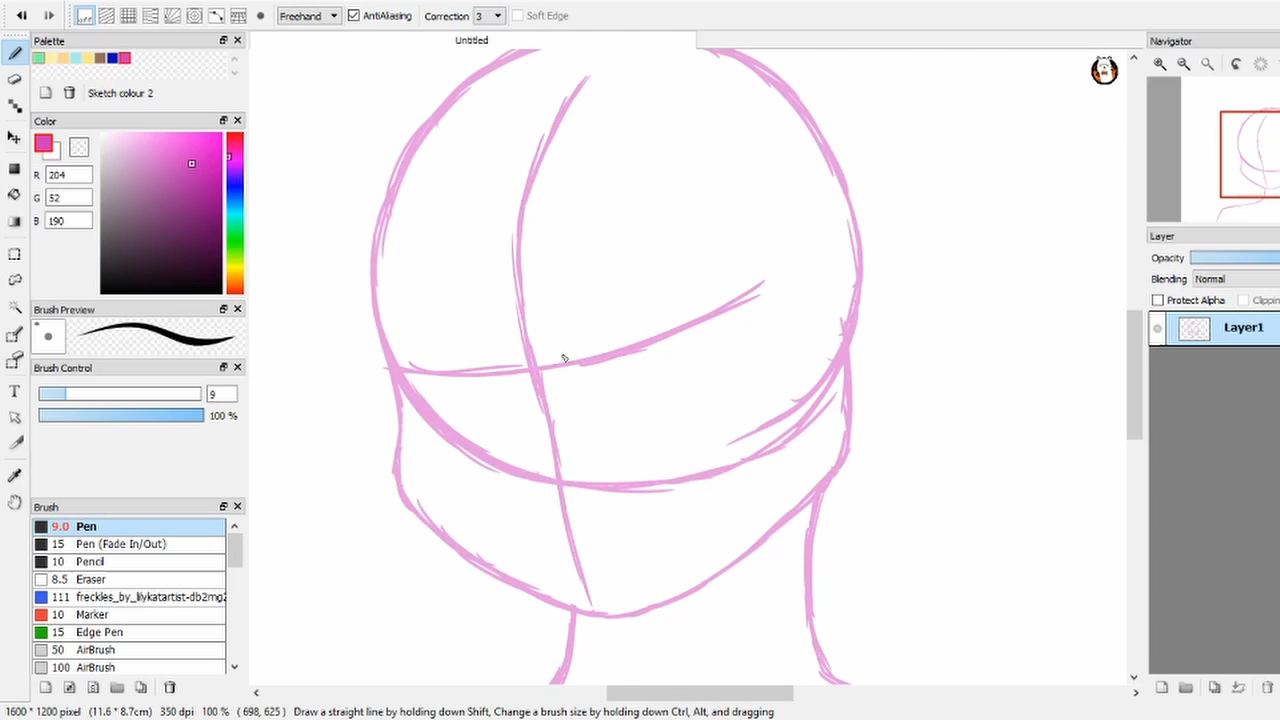 off
Freehand
AntiAliasing
Correction 3
Soft Edge
Palette
Untitled
Navigator
Sketch colour 2
Color
R 204
G 52
B 190
Layer
Opacity
Blending Normal
Protect Alpha
Clippin
Brush Preview
Layer1
Brush Control
9
100 %
Brush
9.0 Pen
15 Pen (Fade In/Out)
10 Pencil
8.5 Eraser
111 freckles_by_lilykatartist-db2mg2
10 Marker
15 Edge Pen
50 AirBrush
100 AirBrush
1600 * 1200 pixel (11.6 * 8.7cm) 350 dpi 100 % ( 698, 625 ) Draw a straight line by holding down Shift, Change a brush size by holding down Ctrl, Alt, and dragging